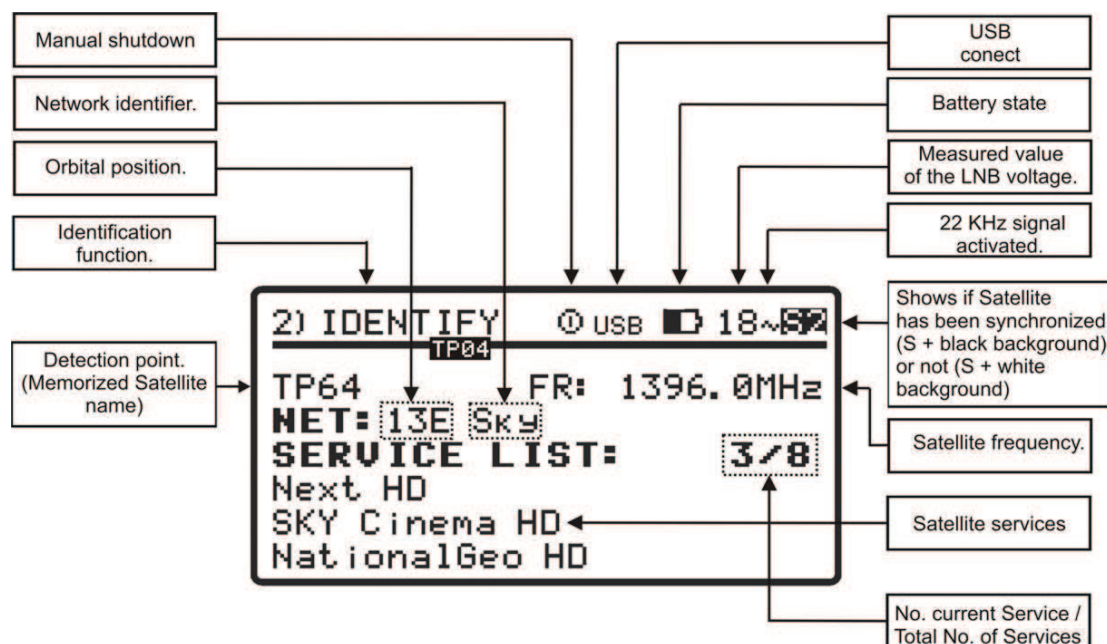 Manual shutdown
Network identifier.
Orbital position.
Identification
function.
Detection point.
(Memorized Satellite
name)
USB
conect
Battery state
Measured value
of the LNB voltage.
22 KHz signal
activated.
Shows if Satellite
has been synchronized
(S + black background)
or not (S + white
background)
Satellite frequency.
Satellite services
No. current Service /
Total No. of Services
2) IDENTIFY USB 18~S2
TP04
TP64 FR: 1396.0MHz
NET: 13E Sky
SERVICE LIST: 3/8
Next HD
SKY Cinema HD
NationalGeo HD